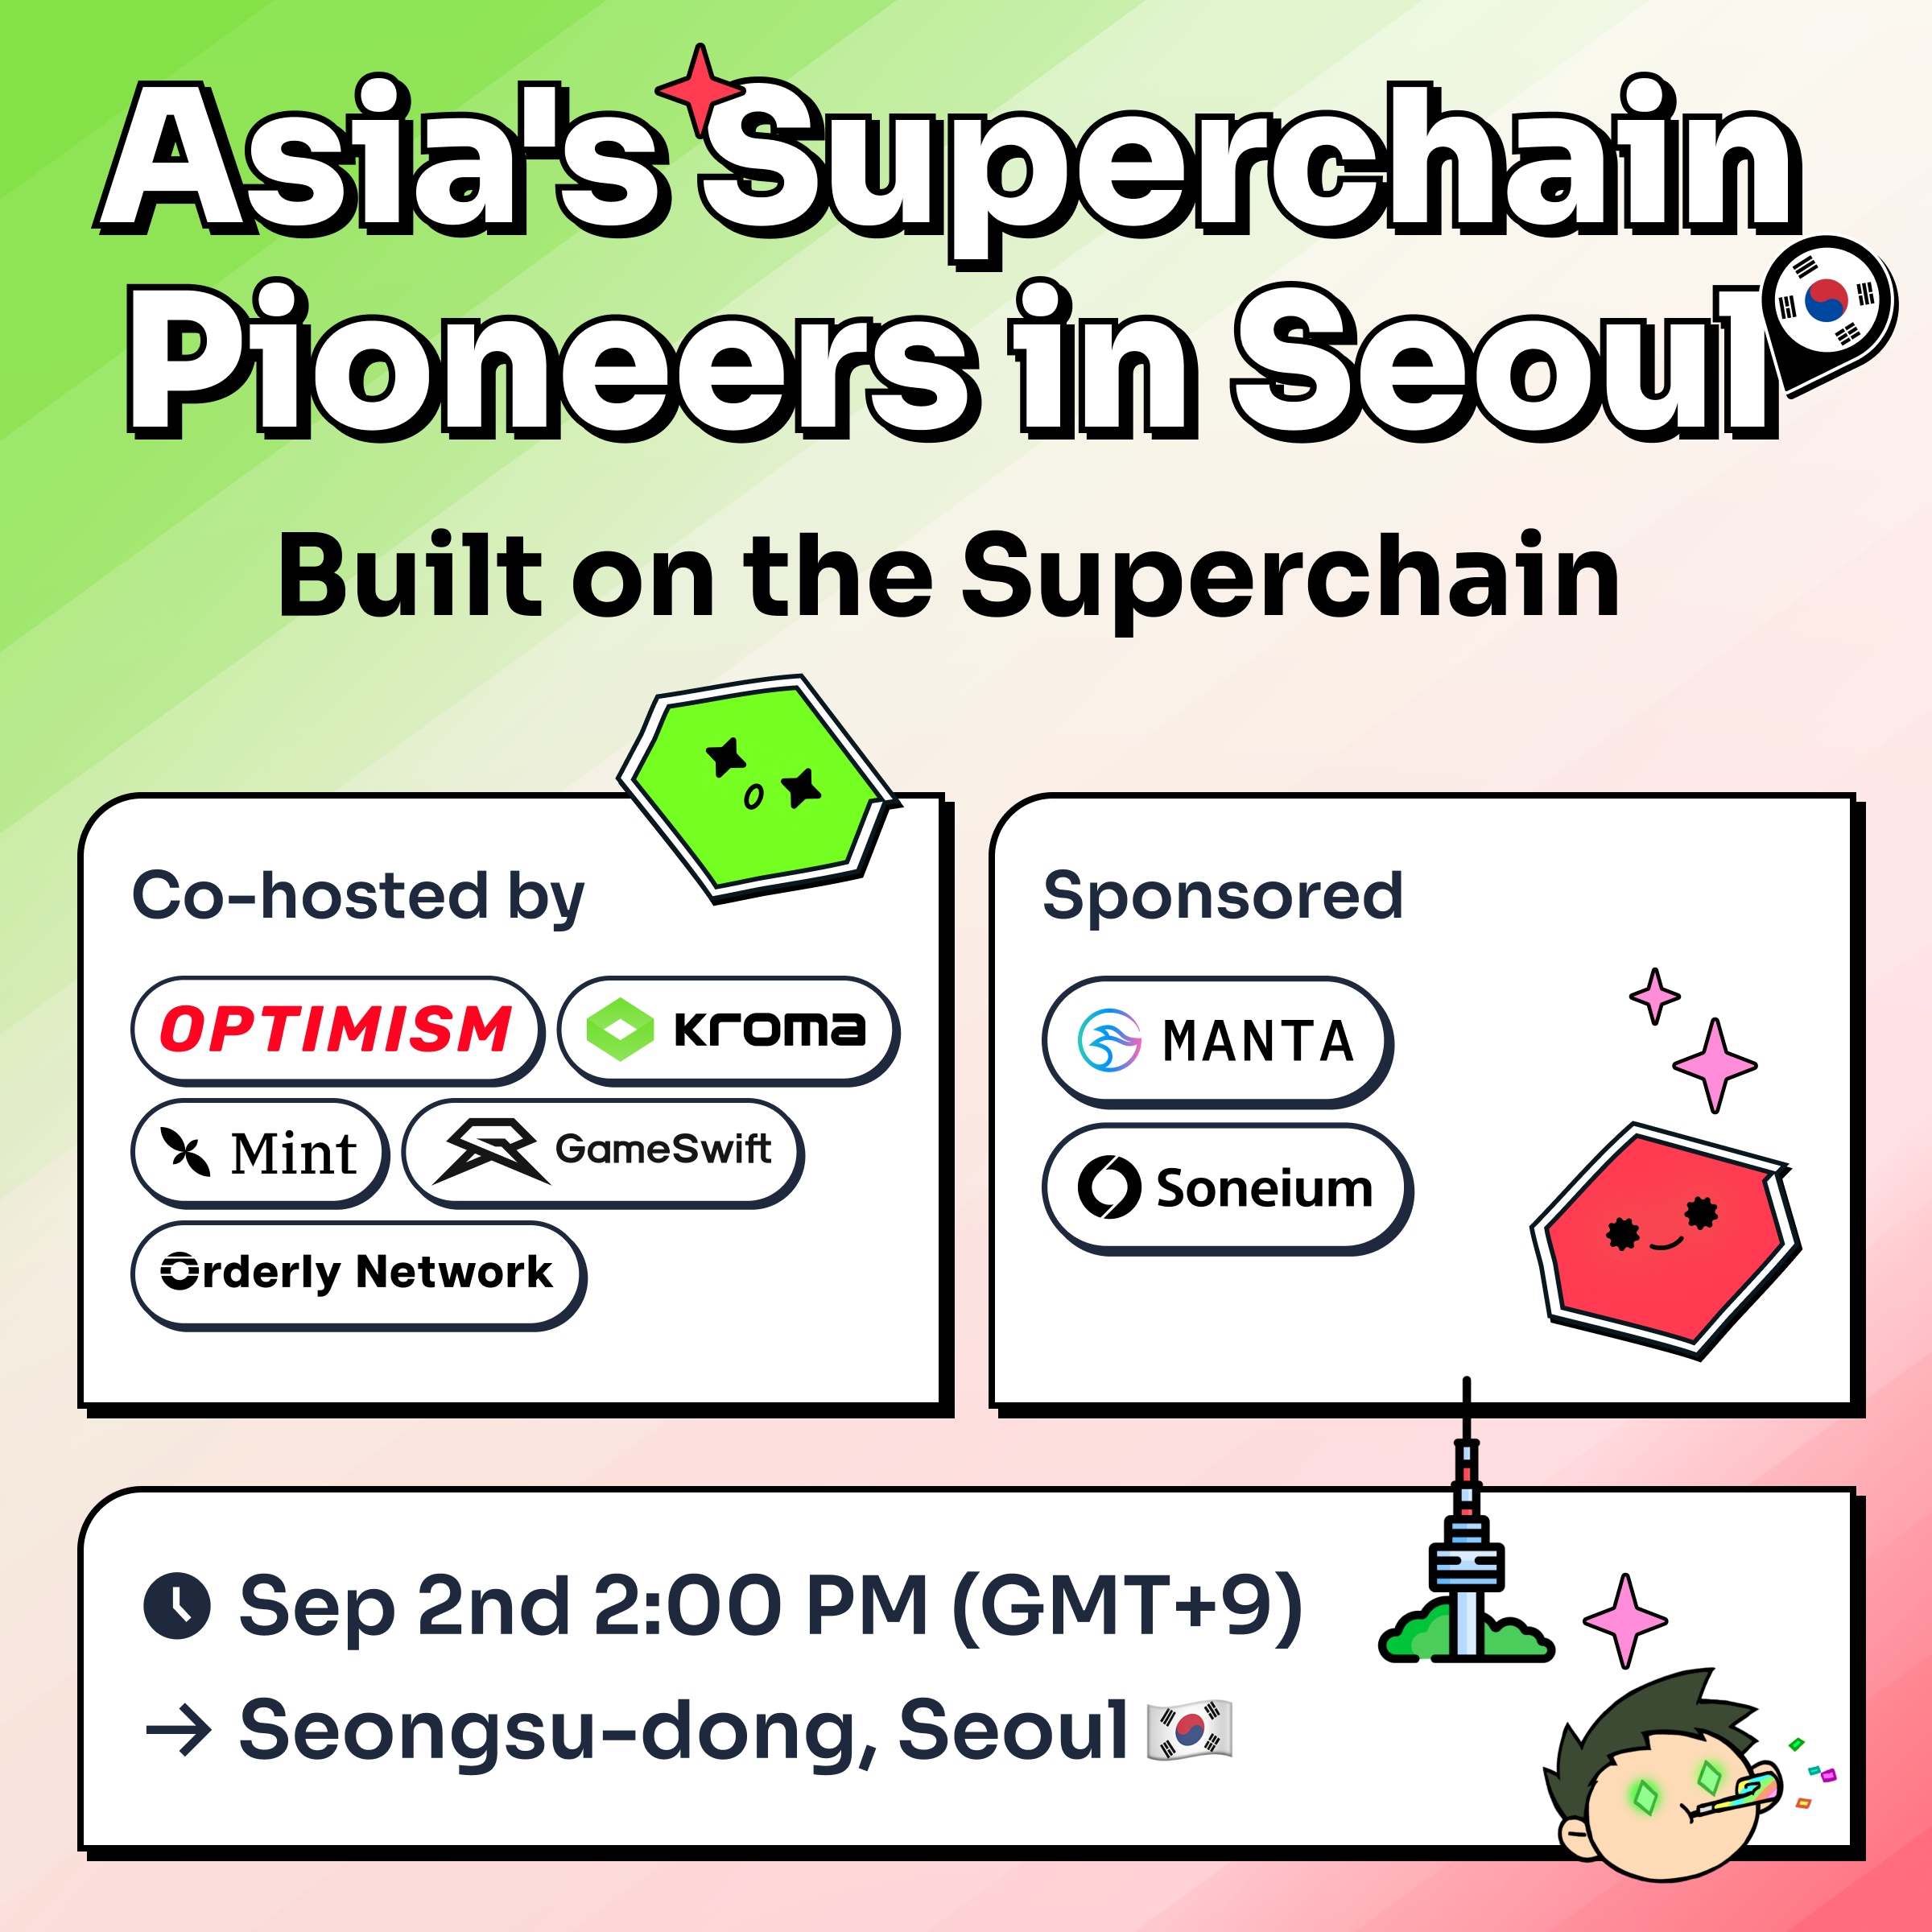 Asia's Superchain
Pioneers in Seoul
Built on the Superchain
Co-hosted by
OPTIMISM
kroma
Mint
GameSwift
Orderly Network
Sponsored
MANTA
Soneium
Sep 2nd 2:00 PM (GMT+9)
Seongsu-dong, Seoul